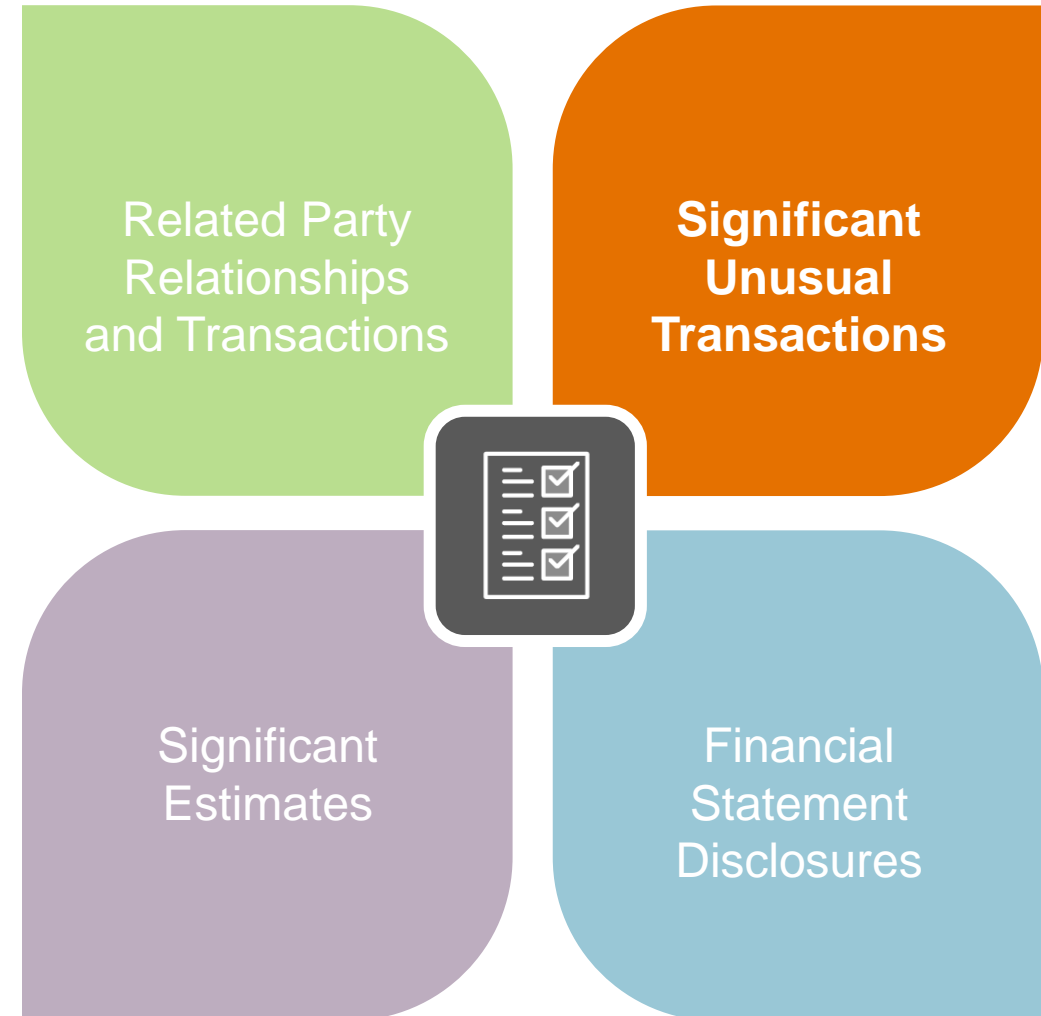 Related Party
Relationships
and Transactions
Significant
Unusual
Transactions
Significant
Estimates
Financial
Statement
Disclosures